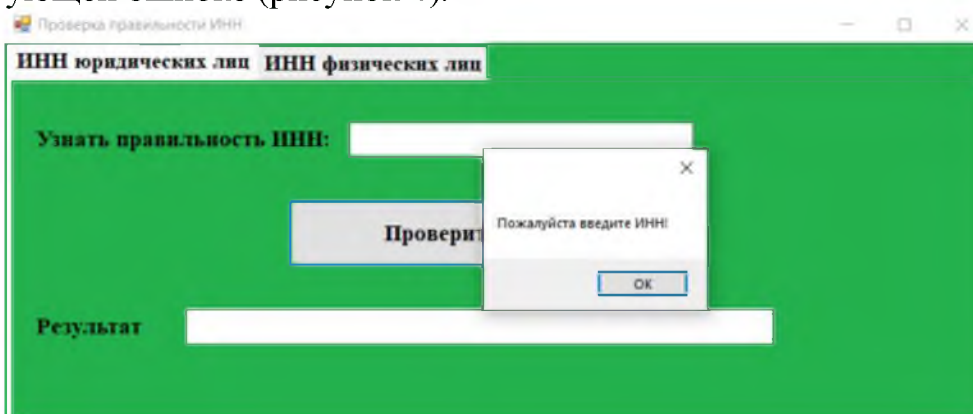 Проверка правильности ИНН
ИНН юридических лиц ИНН физических лиц
Узнать правильность ИНН:
Пожалуйста введите ИНН!
Проверит
OK
Результат